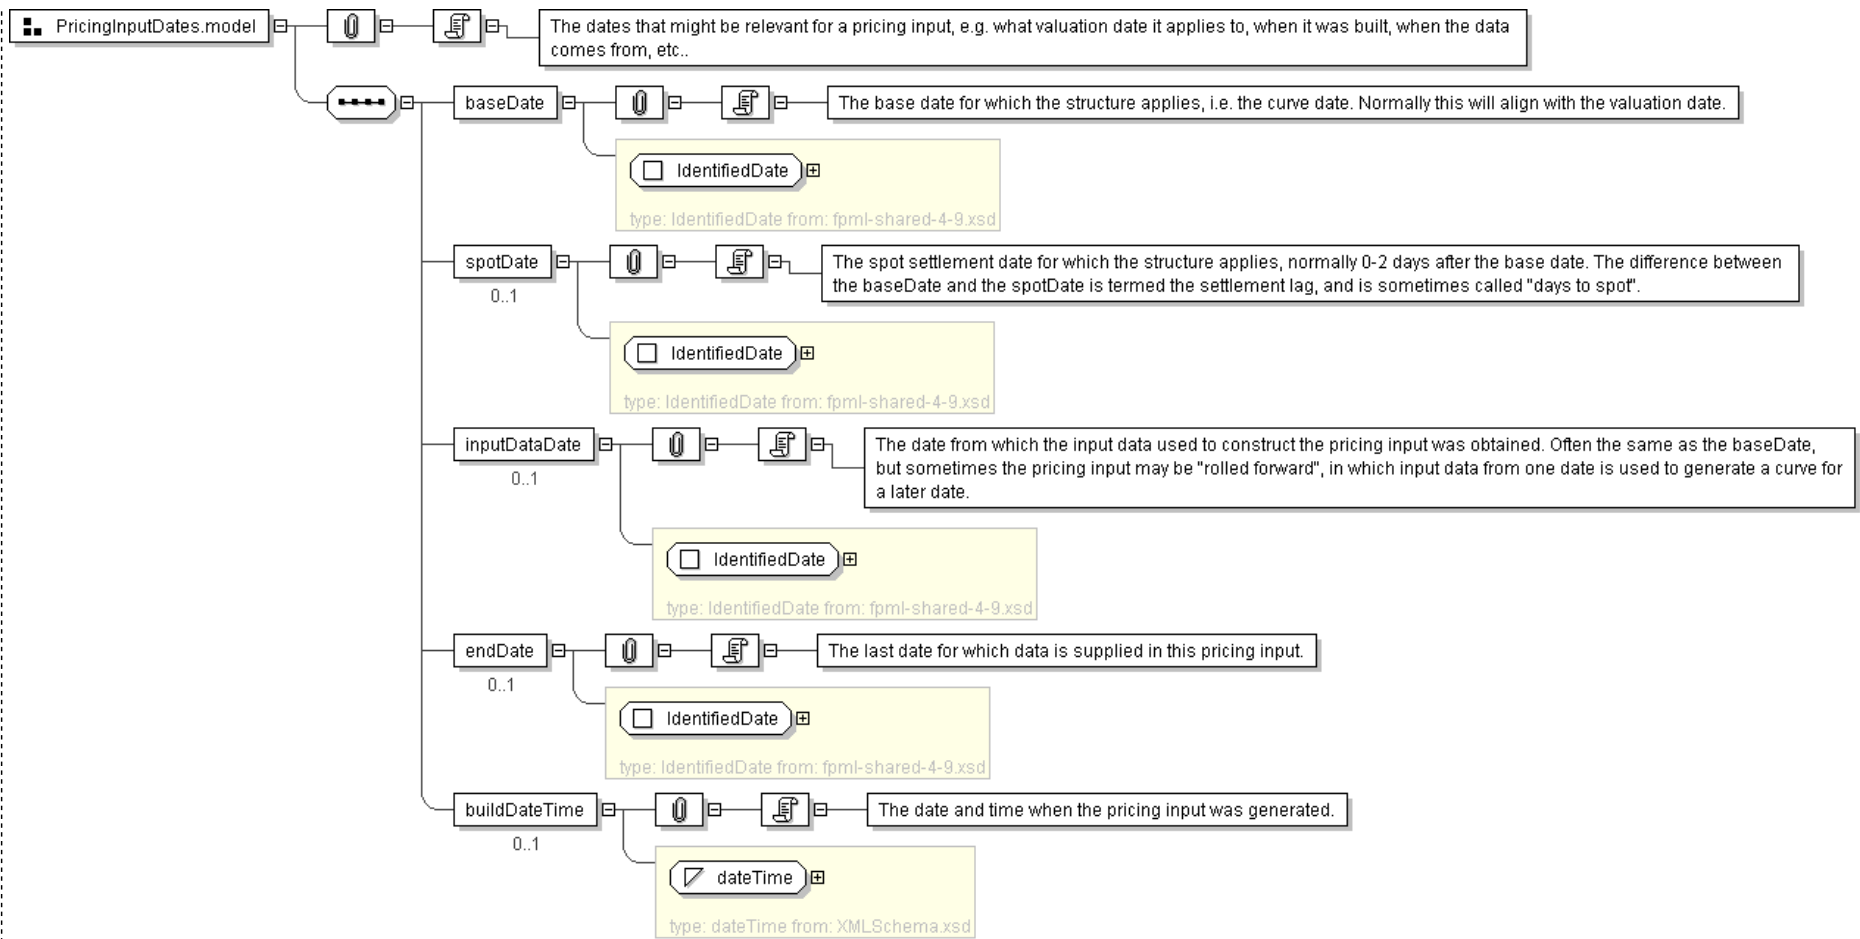 PricingInputDates.model
The dates that might be relevant for a pricing input, e.g. what valuation date it applies to, when it was built, when the data
comes from, etc..
baseDate
The base date for which the structure applies, i.e. the curve date. Normally this will align with the valuation date.
IdentifiedDate
type: IdentifiedDate from: fpml-shared-4-9.xsd
spotDate
0..1
The spot settlement date for which the structure applies, normally 0-2 days after the base date. The difference between
the baseDate and the spotDate is termed the settlement lag, and is sometimes called "days to spot".
IdentifiedDate
type: IdentifiedDate from: fpml-shared-4-9.xsd
inputDataDate
0..1
The date from which the input data used to construct the pricing input was obtained. Often the same as the baseDate,
but sometimes the pricing input may be "rolled forward", in which input data from one date is used to generate a curve for
a later date.
IdentifiedDate
type: IdentifiedDate from: fpml-shared-4-9.xsd
endDate
0..1
The last date for which data is supplied in this pricing input.
IdentifiedDate
type: IdentifiedDate from: fpml-shared-4-9.xsd
buildDateTime
0..1
The date and time when the pricing input was generated.
dateTime
type: dateTime from: XMLSchema.xsd